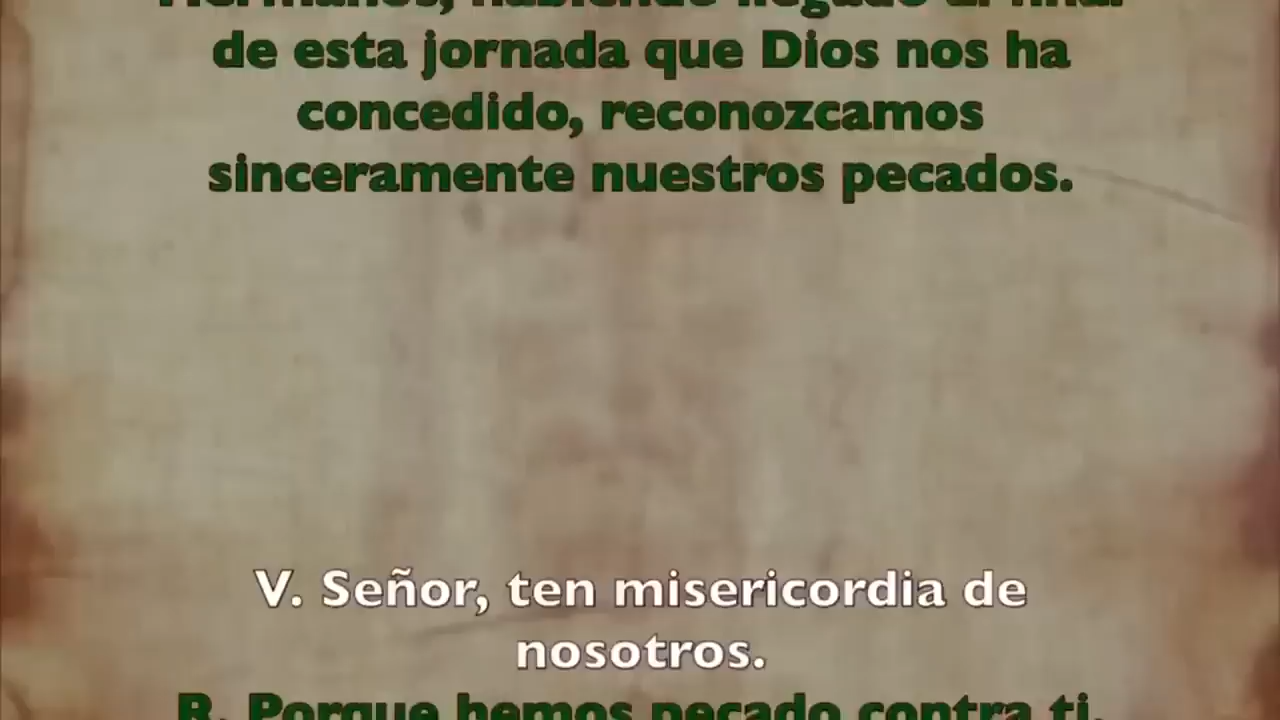 Hermanos, habiendo llegado al final
de esta jornada que Dios nos ha
concedido, reconozcamos
sinceramente nuestros pecados.
V. Señor, ten misericordia de
nosotros.
R. Porque hemos pecado contra ti.